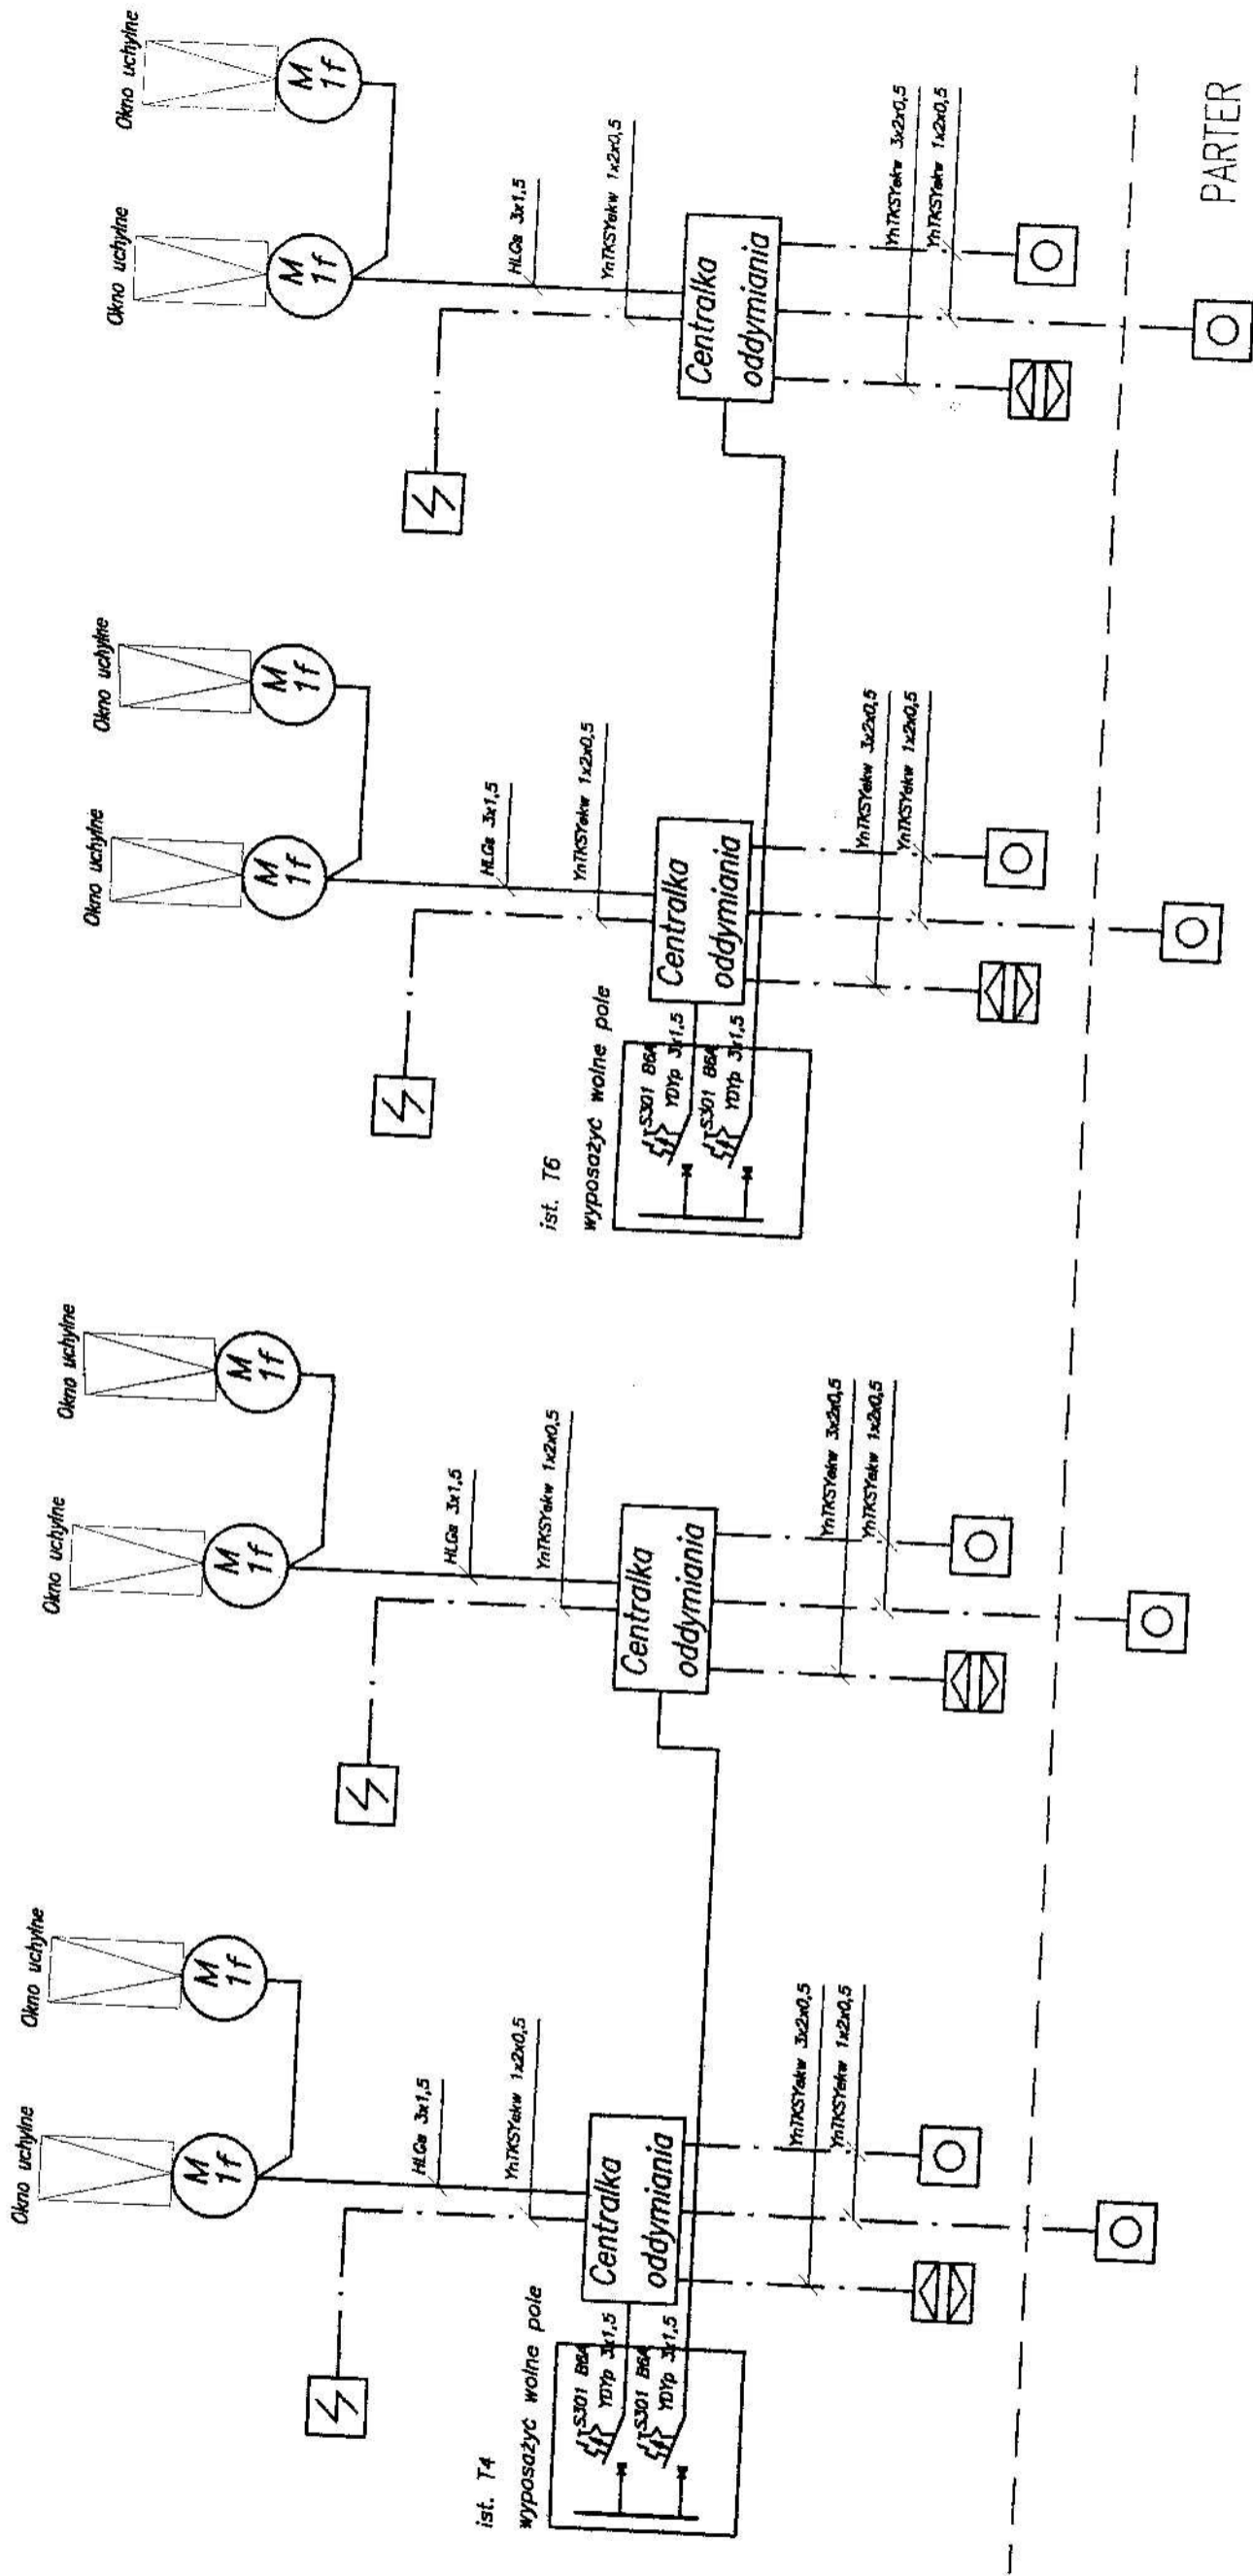 Okno uchylne
Okno uchylne
M
1f
M
1f
HLGs 3x1,5
YnTKSYekw 1x2x0,5
Centralka
oddymiania
ist. T4
wyposażyć wolne pole
S301 B6A
YDYp 3x1,5
S301 B6A
YDYp 3x1,5
YnTKSYekw 3x2x0,5
YnTKSYekw 1x2x0,5
Okno uchylne
Okno uchylne
M
1f
M
1f
HLGs 3x1,5
YnTKSYekw 1x2x0,5
Centralka
oddymiania
YnTKSYekw 3x2x0,5
YnTKSYekw 1x2x0,5
Okno uchylne
Okno uchylne
M
1f
M
1f
HLGs 3x1,5
YnTKSYekw 1x2x0,5
Centralka
oddymiania
ist. T6
wyposażyć wolne pole
S301 B6A
YDYp 3x1,5
S301 B6A
YDYp 3x1,5
YnTKSYekw 3x2x0,5
YnTKSYekw 1x2x0,5
Okno uchylne
Okno uchylne
M
1f
M
1f
HLGs 3x1,5
YnTKSYekw 1x2x0,5
Centralka
oddymiania
YnTKSYekw 3x2x0,5
YnTKSYekw 1x2x0,5
PARTER